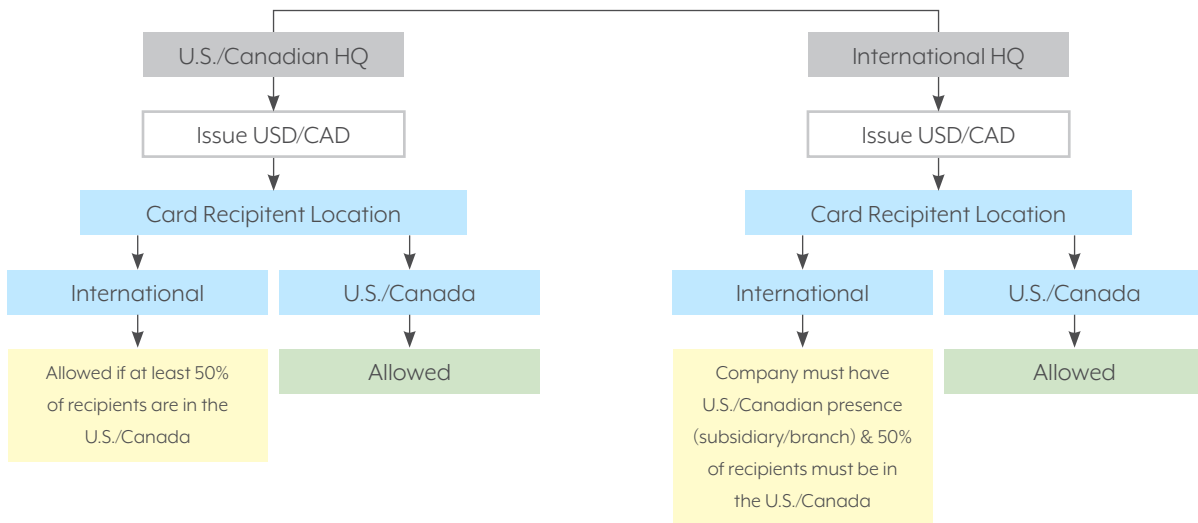 U.S./Canadian HQ
Issue USD/CAD
Card Recipitent Location
International
U.S./Canada
Allowed if at least 50%
of recipients are in the
U.S./Canada
Allowed
International HQ
Issue USD/CAD
Card Recipitent Location
International
U.S./Canada
Company must have
U.S./Canadian presence
(subsidiary/branch) & 50%
of recipients must be in
the U.S./Canada
Allowed